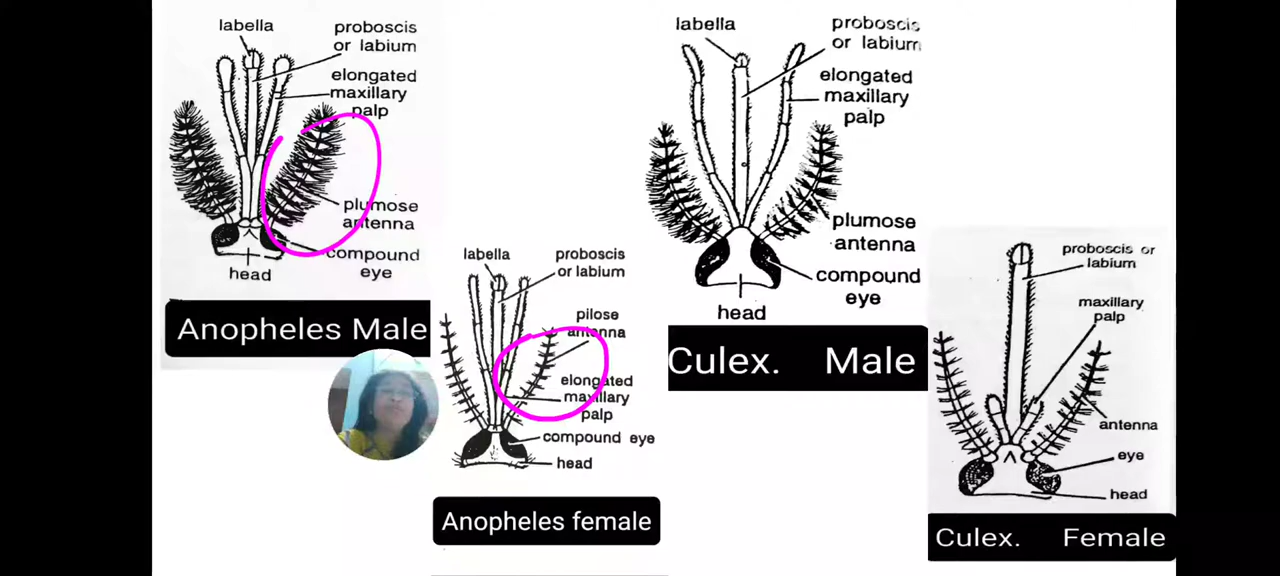 labella
proboscis
or labium
elongated
maxillary
palp
plumose
antenna
compound
eye
head
Anopheles Male
labella
proboscis
or labium
pilose
antenna
elongated
maxillary
palp
compound eye
head
Anopheles female
labella
proboscis
or labium
elongated
maxillary
palp
plumose
antenna
compound
eye
head
Culex. Male
proboscis or
labium
maxillary
palp
antenna
eye
head
Culex. Female